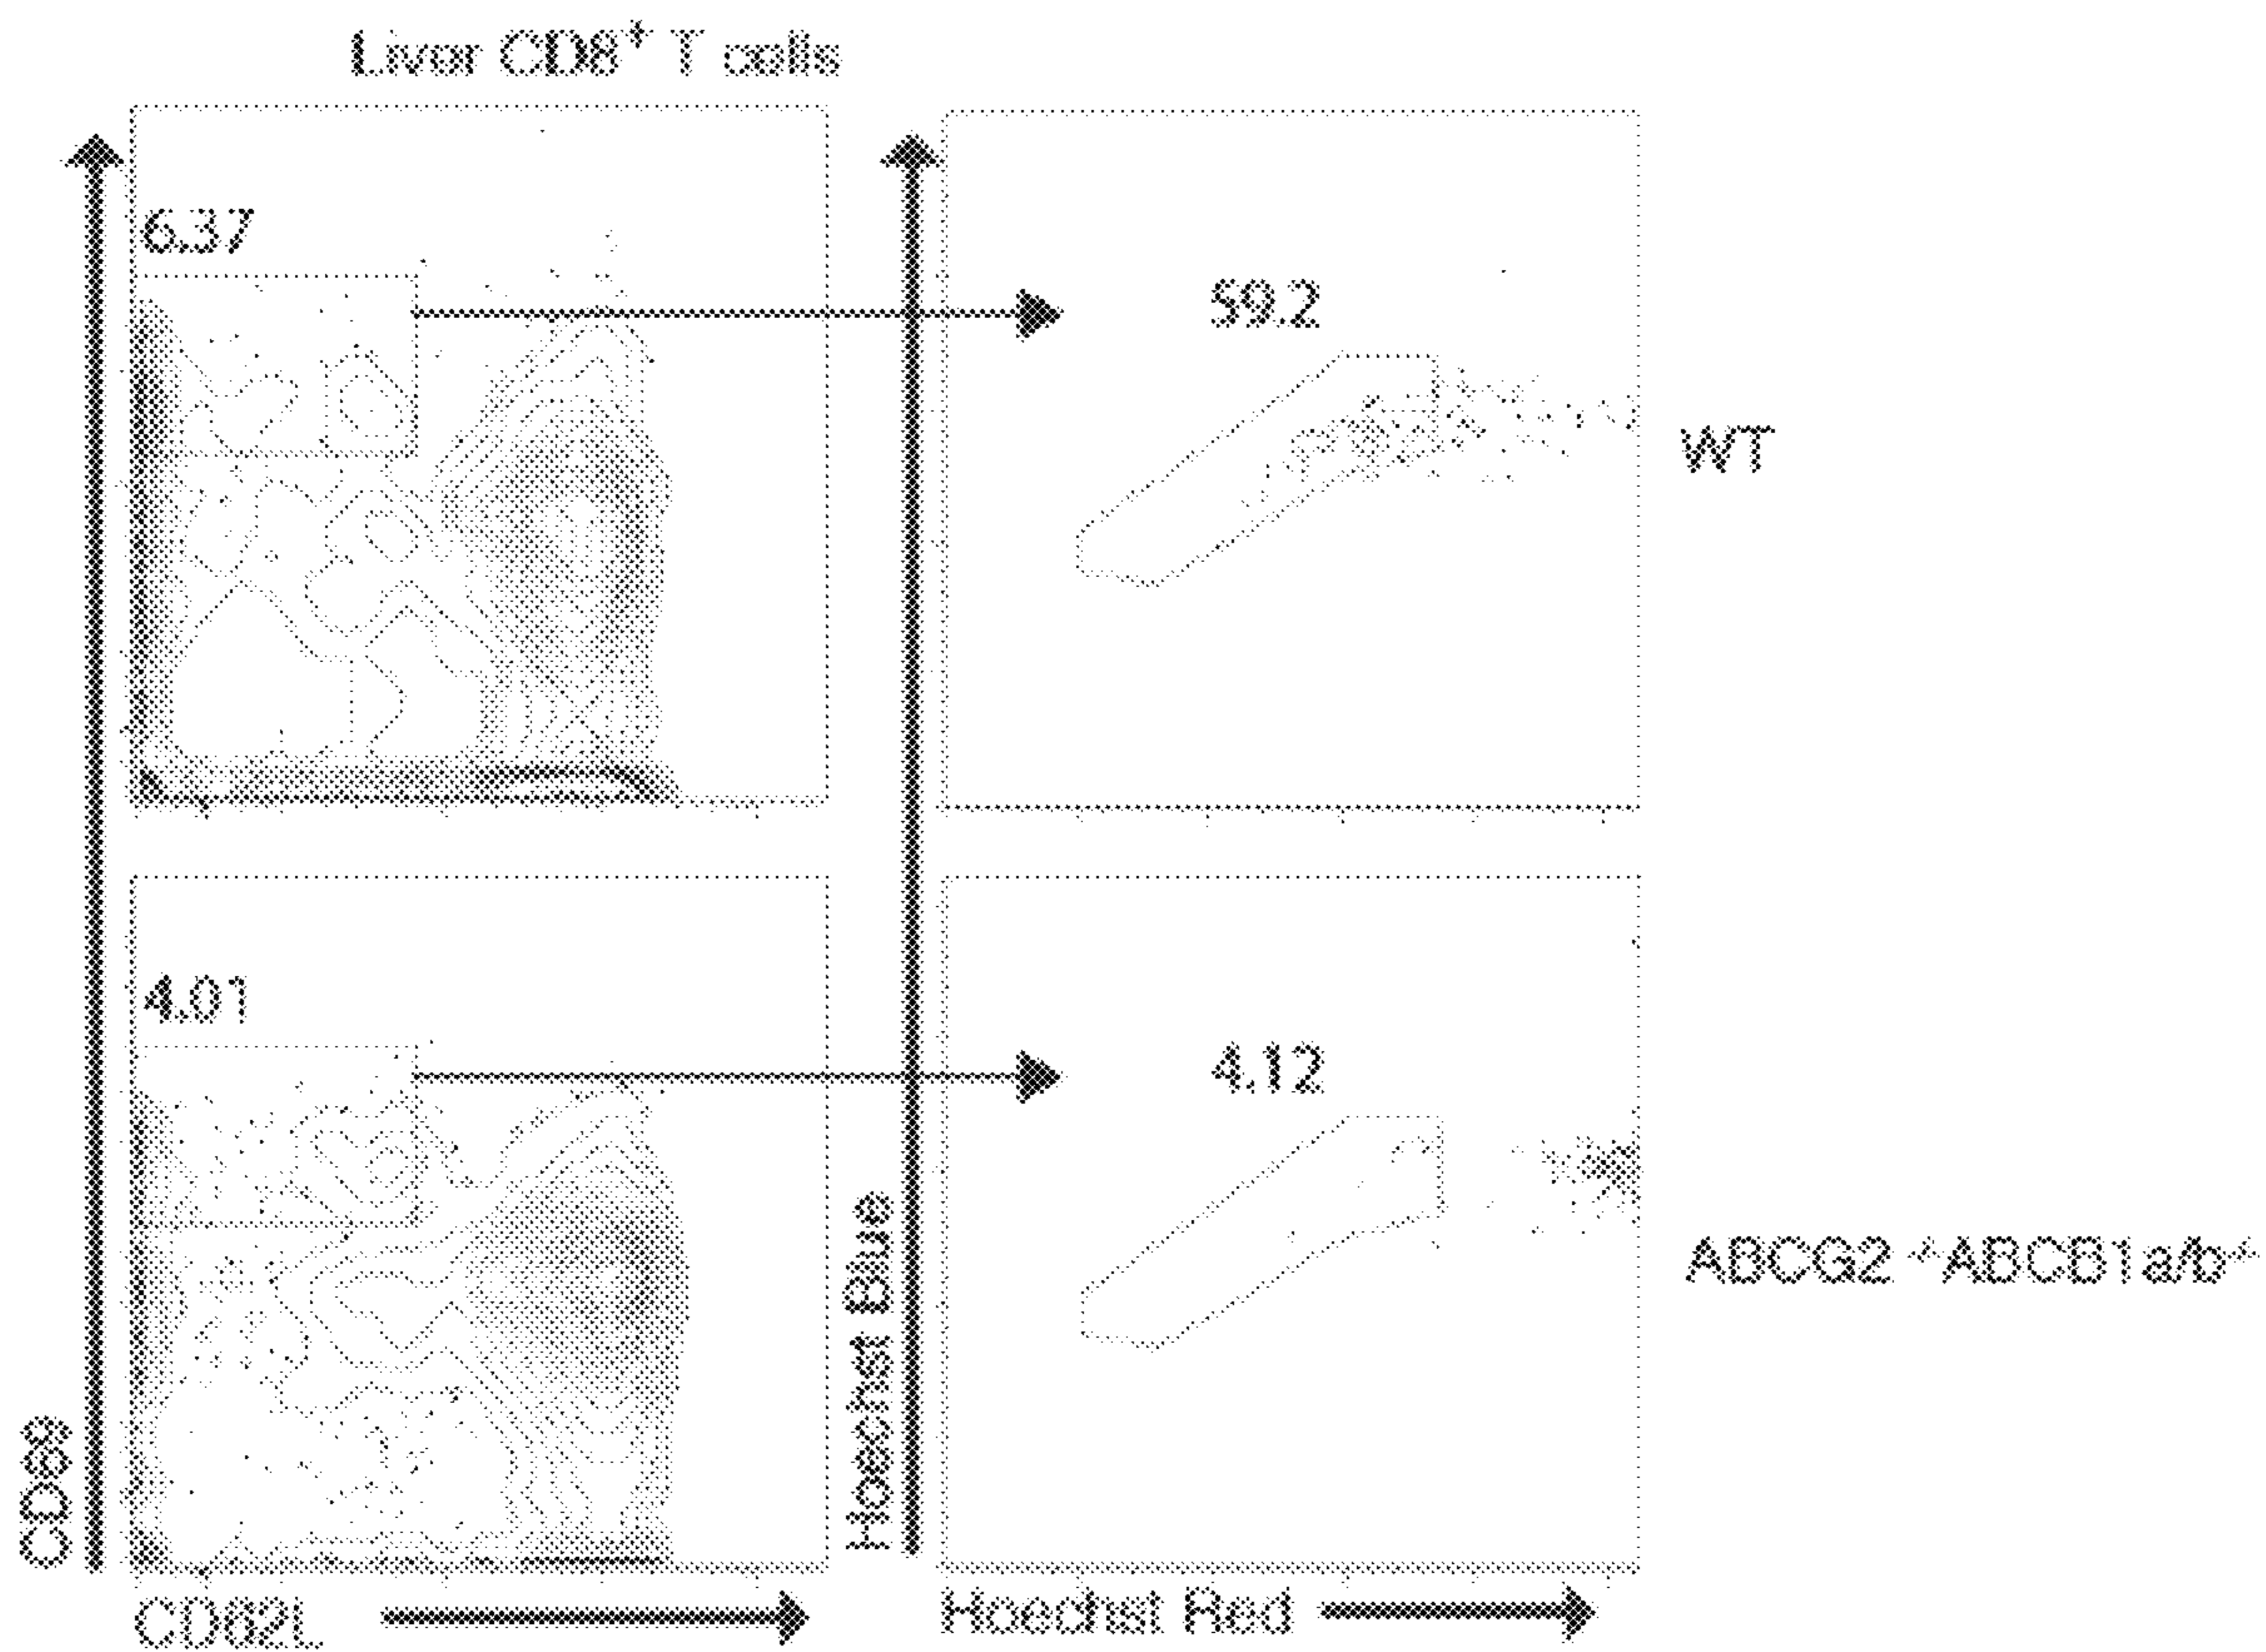 Liver CD8⁺ T cells
6.37
59.2
WT
4.01
4.12
ABCG2⁻/⁻ABCB1a/b⁻/⁻
CD69
Hoechst Blue
CD62L
Hoechst Red